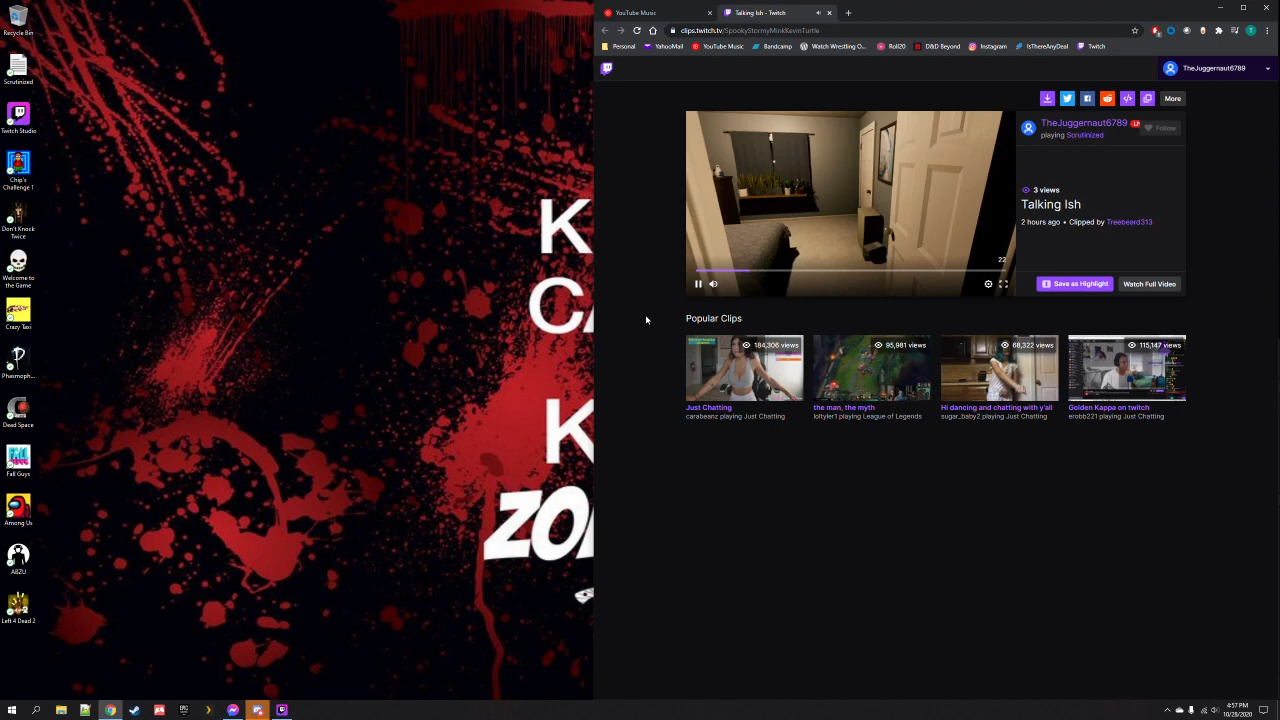 Recycle Bin
Scrutinized
Twitch Studio
Chip's
Challenge 1
Don't Knock
Twice
Welcome to
the Game
Crazy Taxi
Phasmoph...
Dead Space
Fall Guys
Among Us
ABZU
Left 4 Dead 2
K
CA
K
ZO
YouTube Music
Talking Ish - Twitch
clips.twitch.tv/SpookyStormyMinkKevinTurtle
Personal
YahooMail
YouTube Music
Bandcamp
Watch Wrestling O...
Roll20
D&D Beyond
Instagram
IsThereAnyDeal
Twitch
TheJuggernaut6789
More
TheJuggernaut6789
Follow
playing Scrutinized
3 views
Talking Ish
2 hours ago • Clipped by Treebeard313
22
Save as Highlight
Watch Full Video
Popular Clips
184,306 views
95,981 views
68,322 views
115,147 views
Just Chatting
carabeanz playing Just Chatting
the man, the myth
loltyler1 playing League of Legends
Hi dancing and chatting with y'all
sugar_baby2 playing Just Chatting
Golden Kappa on twitch
erobb221 playing Just Chatting
4:57 PM
10/28/2020